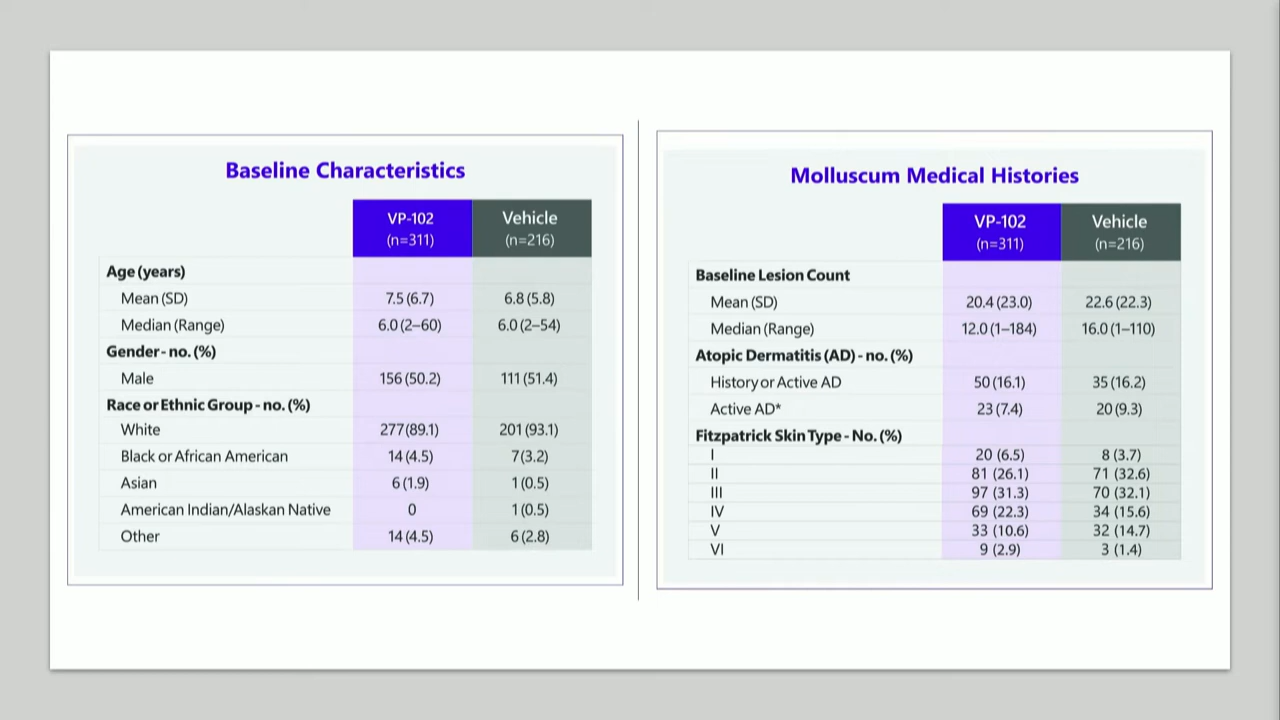 Baseline Characteristics
VP-102 Vehicle
(n=311) (n=216)
Age (years)
Mean (SD) 7.5 (6.7) 6.8 (5.8)
Median (Range) 6.0 (2–60) 6.0 (2–54)
Gender - no. (%)
Male 156 (50.2) 111 (51.4)
Race or Ethnic Group - no. (%)
White 277 (89.1) 201 (93.1)
Black or African American 14 (4.5) 7 (3.2)
Asian 6 (1.9) 1 (0.5)
American Indian/Alaskan Native 0 1 (0.5)
Other 14 (4.5) 6 (2.8)
Molluscum Medical Histories
VP-102 Vehicle
(n=311) (n=216)
Baseline Lesion Count
Mean (SD) 20.4 (23.0) 22.6 (22.3)
Median (Range) 12.0 (1–184) 16.0 (1–110)
Atopic Dermatitis (AD) - no. (%)
History or Active AD 50 (16.1) 35 (16.2)
Active AD* 23 (7.4) 20 (9.3)
Fitzpatrick Skin Type - No. (%)
I 20 (6.5) 8 (3.7)
II 81 (26.1) 71 (32.6)
III 97 (31.3) 70 (32.1)
IV 69 (22.3) 34 (15.6)
V 33 (10.6) 32 (14.7)
VI 9 (2.9) 3 (1.4)